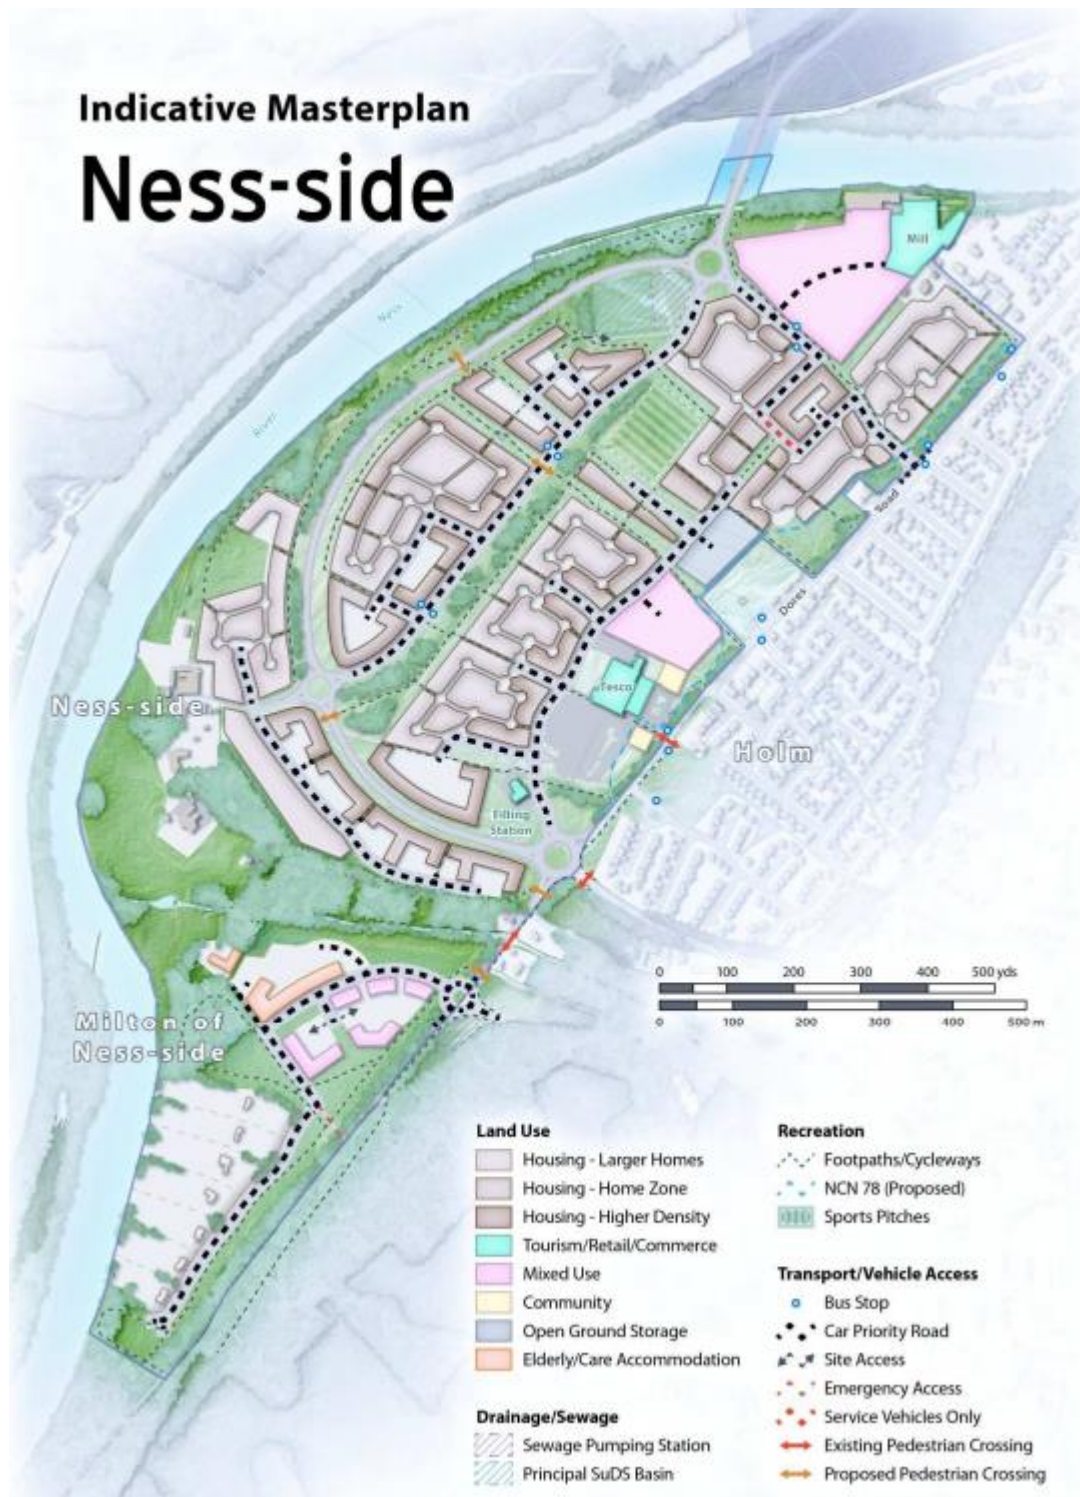 Indicative Masterplan
Ness-side
Mill
Ness
River
Road
Dores
Tesco
Ness-side
Holm
Filling
Station
Milton of
Ness-side
0 100 200 300 400 500 yds
0 100 200 300 400 500 m
Land Use
Housing - Larger Homes
Housing - Home Zone
Housing - Higher Density
Tourism/Retail/Commerce
Mixed Use
Community
Open Ground Storage
Elderly/Care Accommodation
Drainage/Sewage
Sewage Pumping Station
Principal SuDS Basin
Recreation
Footpaths/Cycleways
NCN 78 (Proposed)
Sports Pitches
Transport/Vehicle Access
Bus Stop
Car Priority Road
Site Access
Emergency Access
Service Vehicles Only
Existing Pedestrian Crossing
Proposed Pedestrian Crossing